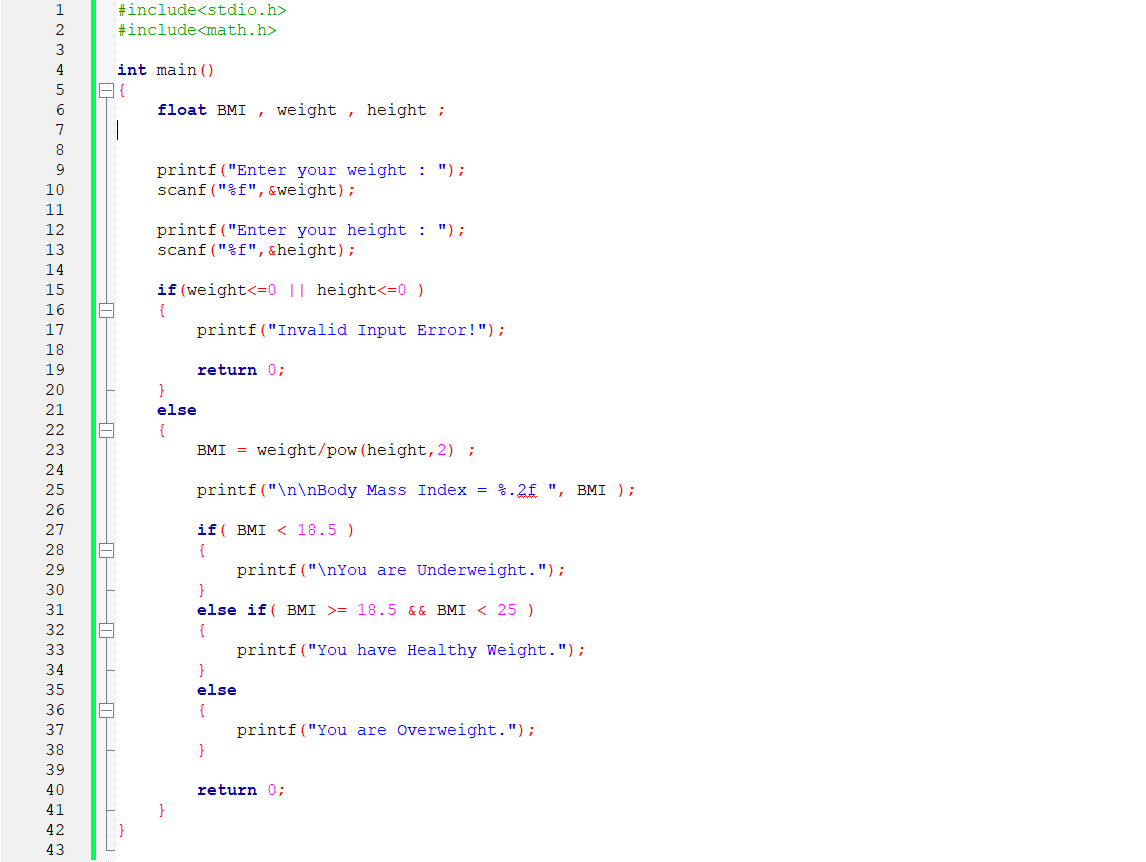 1 #include<stdio.h>
2 #include<math.h>
3
4 int main()
5 {
6     float BMI , weight , height ;
7
8
9     printf("Enter your weight : ");
10     scanf("%f",&weight);
11
12     printf("Enter your height : ");
13     scanf("%f",&height);
14
15     if(weight<=0 || height<=0 )
16     {
17         printf("Invalid Input Error!");
18
19         return 0;
20     }
21     else
22     {
23         BMI = weight/pow(height,2) ;
24
25         printf("\n\nBody Mass Index = %.2f ", BMI );
26
27         if( BMI < 18.5 )
28         {
29             printf("\nYou are Underweight.");
30         }
31         else if( BMI >= 18.5 && BMI < 25 )
32         {
33             printf("You have Healthy Weight.");
34         }
35         else
36         {
37             printf("You are Overweight.");
38         }
39
40         return 0;
41     }
42 }
43